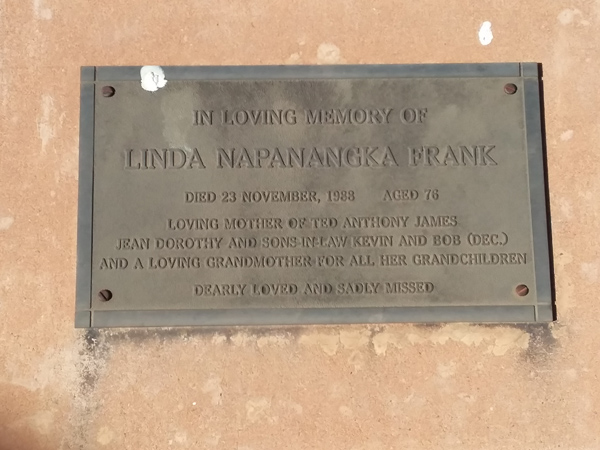 IN LOVING MEMORY OF
LINDA NAPANANGKA FRANK
DIED 23 NOVEMBER, 1988 AGED 76
LOVING MOTHER OF TED ANTHONY JAMES
JEAN DOROTHY AND SONS-IN-LAW KEVIN AND BOB (DEC.)
AND A LOVING GRANDMOTHER FOR ALL HER GRANDCHILDREN
DEARLY LOVED AND SADLY MISSED